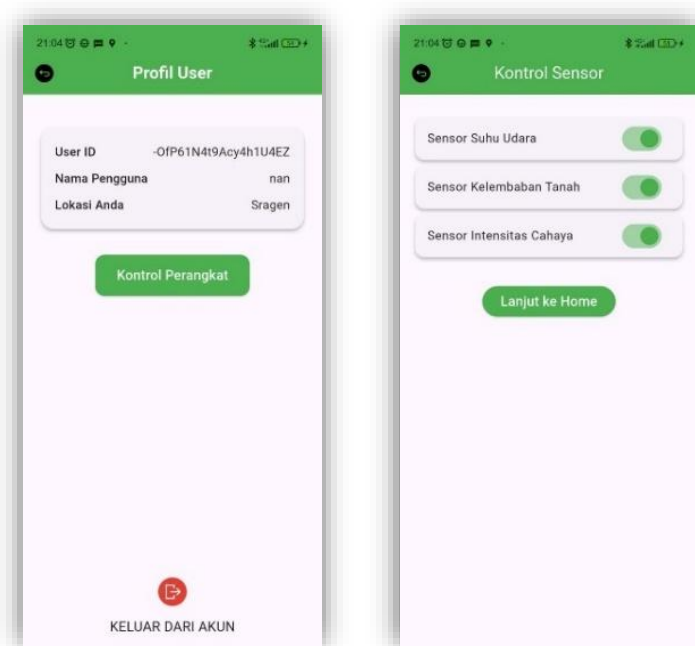 21:04
Profil User
User ID -OfP61N4t9Acy4h1U4EZ
Nama Pengguna nan
Lokasi Anda Sragen
Kontrol Perangkat
KELUAR DARI AKUN
21:04
Kontrol Sensor
Sensor Suhu Udara
Sensor Kelembaban Tanah
Sensor Intensitas Cahaya
Lanjut ke Home